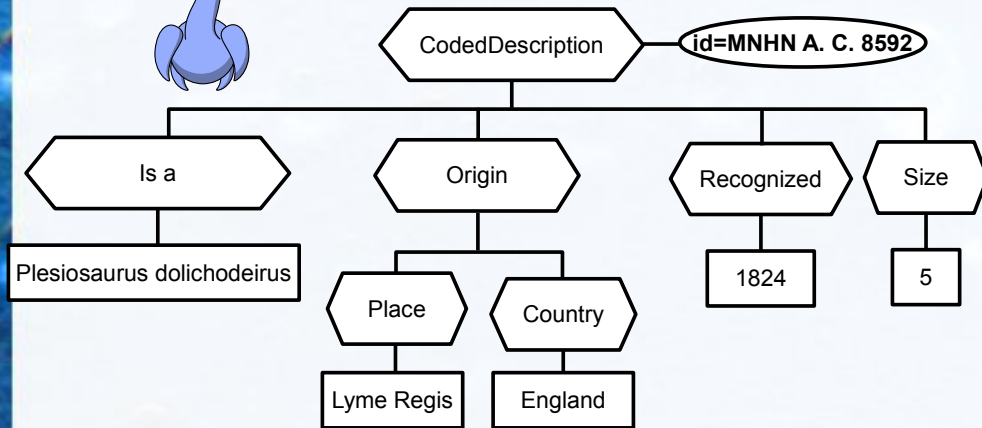 CodedDescription
id=MNHN A. C. 8592
Is a
Origin
Recognized
Size
Plesiosaurus dolichodeirus
1824
5
Place
Country
Lyme Regis
England